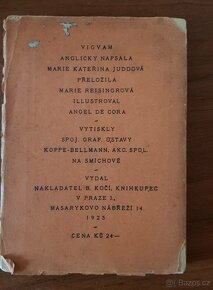 VIGVAM
ANGLICKY NAPSALA
MARIE KATEŘINA JUDDOVÁ
PŘELOŽILA
MARIE REISINGROVÁ
ILLUSTROVAL
ANGEL DE CORA
–
VYTISKLY
SPOJ. GRAF. ÚSTAVY
KOPPE-BELLMANN, AKC. SPOL.
NA SMÍCHOVĚ
–
VYDAL
NAKLADATEL B. KOČÍ, KNIHKUPEC
V PRAZE I.,
MASARYKOVO NÁBŘEŽÍ 14
1925
–
CENA KČ 24–
Bazoš.cz